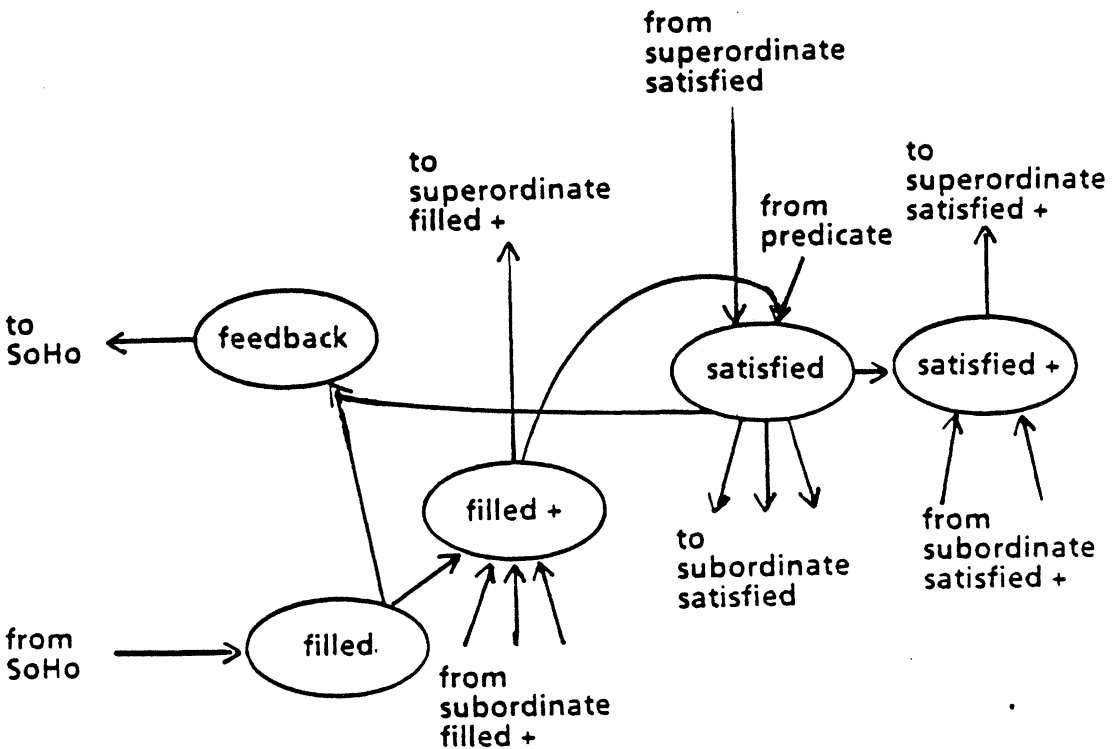 from
superordinate
satisfied
to
superordinate
filled +
to
superordinate
satisfied +
from
predicate
to
SoHo
feedback
satisfied
satisfied +
filled +
to
subordinate
satisfied
from
subordinate
satisfied +
from
SoHo
filled
from
subordinate
filled +